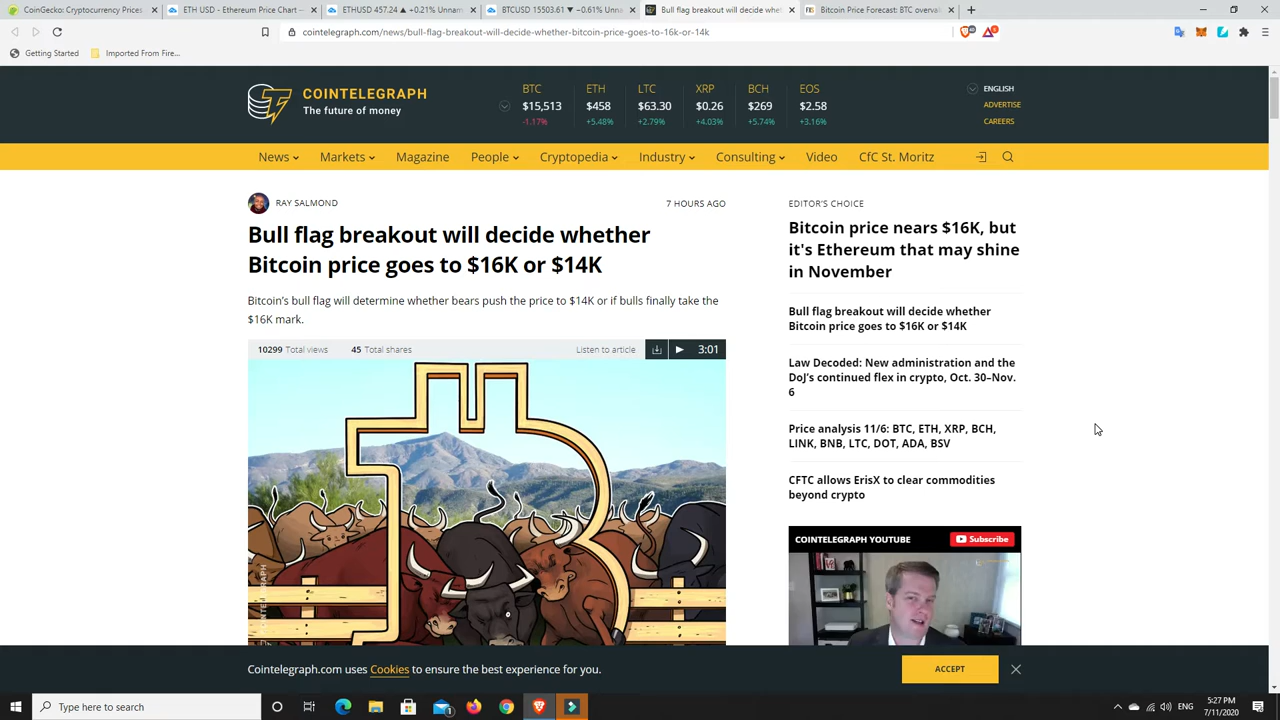 CoinGecko: Cryptocurrency Prices
ETH USD - Ethereum Price Chart —
ETHUSD 457.24 ▲ +0.21% Unnam
BTCUSD 15503.61 ▼ −0.61% Unna
Bull flag breakout will decide whe
Bitcoin Price Forecast: BTC overval
cointelegraph.com/news/bull-flag-breakout-will-decide-whether-bitcoin-price-goes-to-16k-or-14k
Getting Started
Imported From Fire...
COINTELEGRAPH
The future of money
BTC ETH LTC XRP BCH EOS
$15,513 $458 $63.30 $0.26 $269 $2.58
-1.17% +5.48% +2.79% +4.03% +5.74% +3.16%
ENGLISH
ADVERTISE
CAREERS
News Markets Magazine People Cryptopedia Industry Consulting Video CfC St. Moritz
RAY SALMOND
7 HOURS AGO
Bull flag breakout will decide whether
Bitcoin price goes to $16K or $14K
Bitcoin's bull flag will determine whether bears push the price to $14K or if bulls finally take the
$16K mark.
10299 Total views 45 Total shares Listen to article 3:01
COINTELEGRAPH
EDITOR'S CHOICE
Bitcoin price nears $16K, but
it's Ethereum that may shine
in November
Bull flag breakout will decide whether
Bitcoin price goes to $16K or $14K
Law Decoded: New administration and the
DoJ's continued flex in crypto, Oct. 30–Nov.
6
Price analysis 11/6: BTC, ETH, XRP, BCH,
LINK, BNB, LTC, DOT, ADA, BSV
CFTC allows ErisX to clear commodities
beyond crypto
COINTELEGRAPH YOUTUBE
Subscribe
Cointelegraph.com uses Cookies to ensure the best experience for you.
ACCEPT
Type here to search
ENG
5:27 PM
7/11/2020